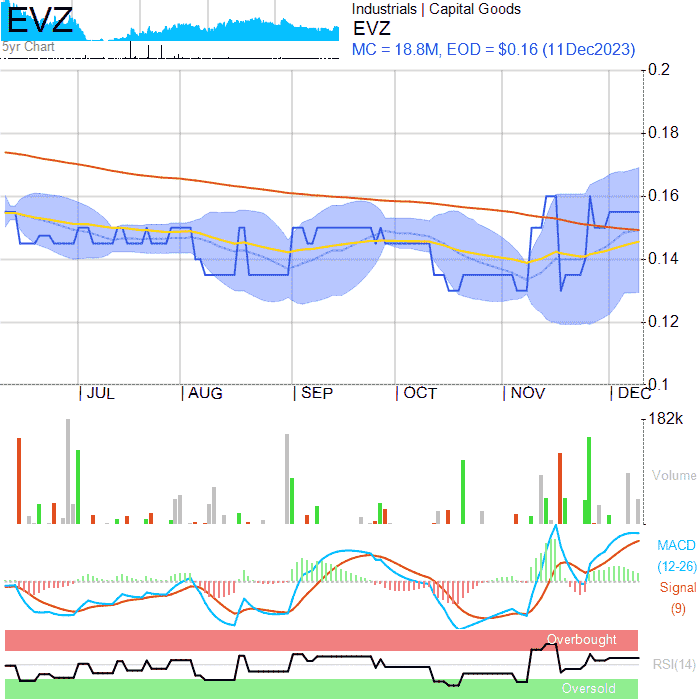 EVZ
5yr Chart
Industrials | Capital Goods
EVZ
MC = 18.8M, EOD = $0.16 (11Dec2023)
0.2
0.18
0.16
0.14
0.12
0.1
JUL
AUG
SEP
OCT
NOV
DEC
182k
Volume
MACD
(12-26)
Signal
(9)
Overbought
RSI(14)
Oversold